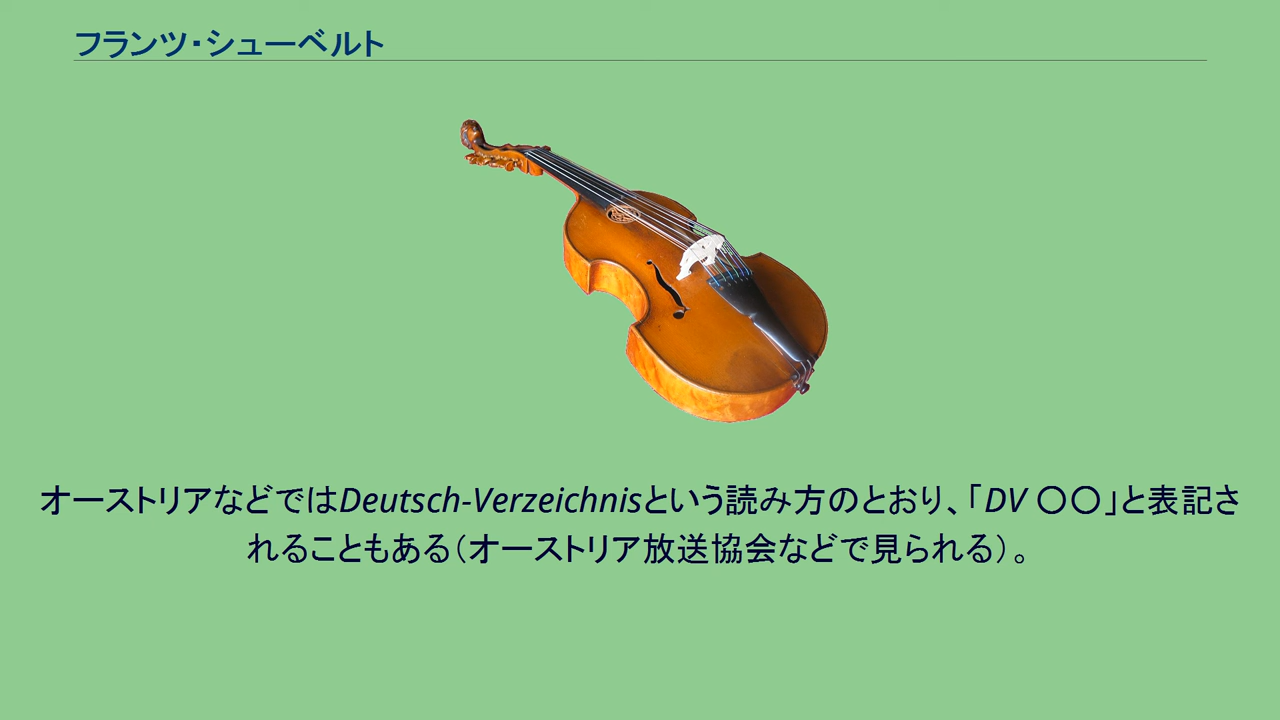 フランツ・シューベルト
オーストリアなどではDeutsch-Verzeichnisという読み方のとおり、「DV 〇〇」と表記さ
れることもある（オーストリア放送協会などで見られる）。